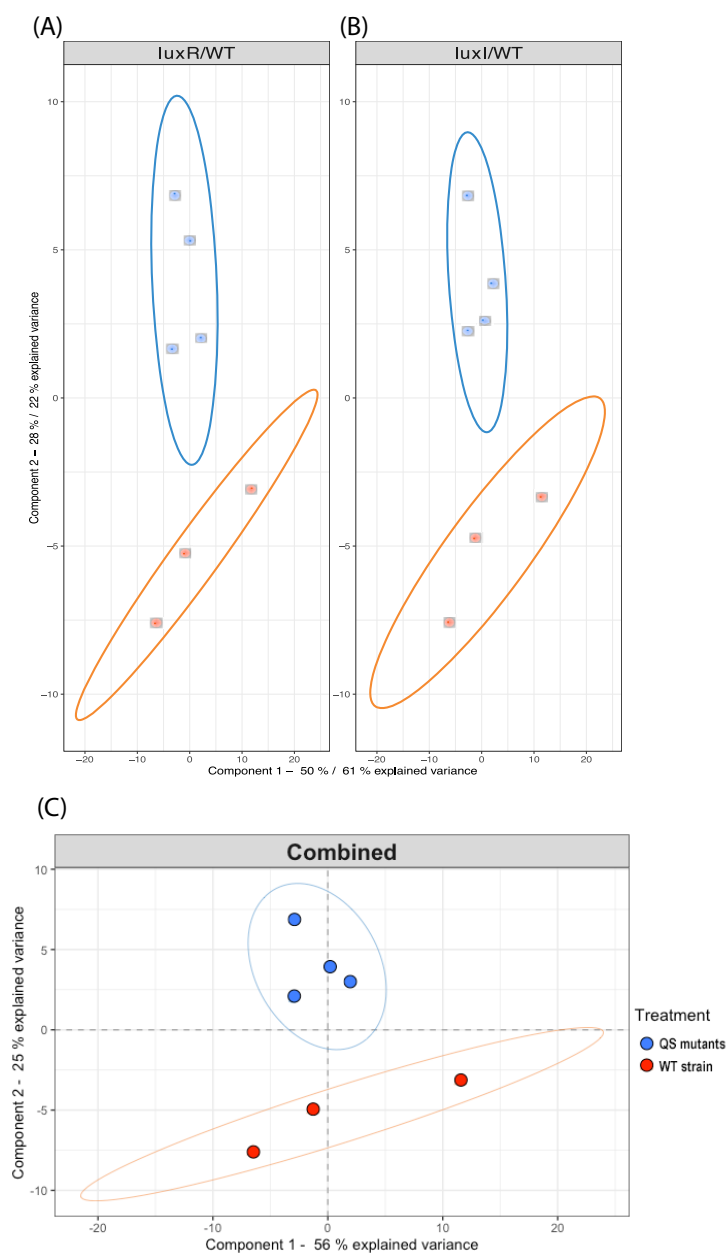 (A)
(B)
luxR/WT
luxI/WT
10
5
0
−5
−10
Component 2 − 28 % / 22 % explained variance
−20
−10
0
10
20
−20
−10
0
10
20
Component 1 − 50 % / 61 % explained variance
(C)
Combined
10
5
0
-5
-10
Component 2 - 25 % explained variance
-20
-10
0
10
20
Component 1 - 56 % explained variance
Treatment
QS mutants
WT strain